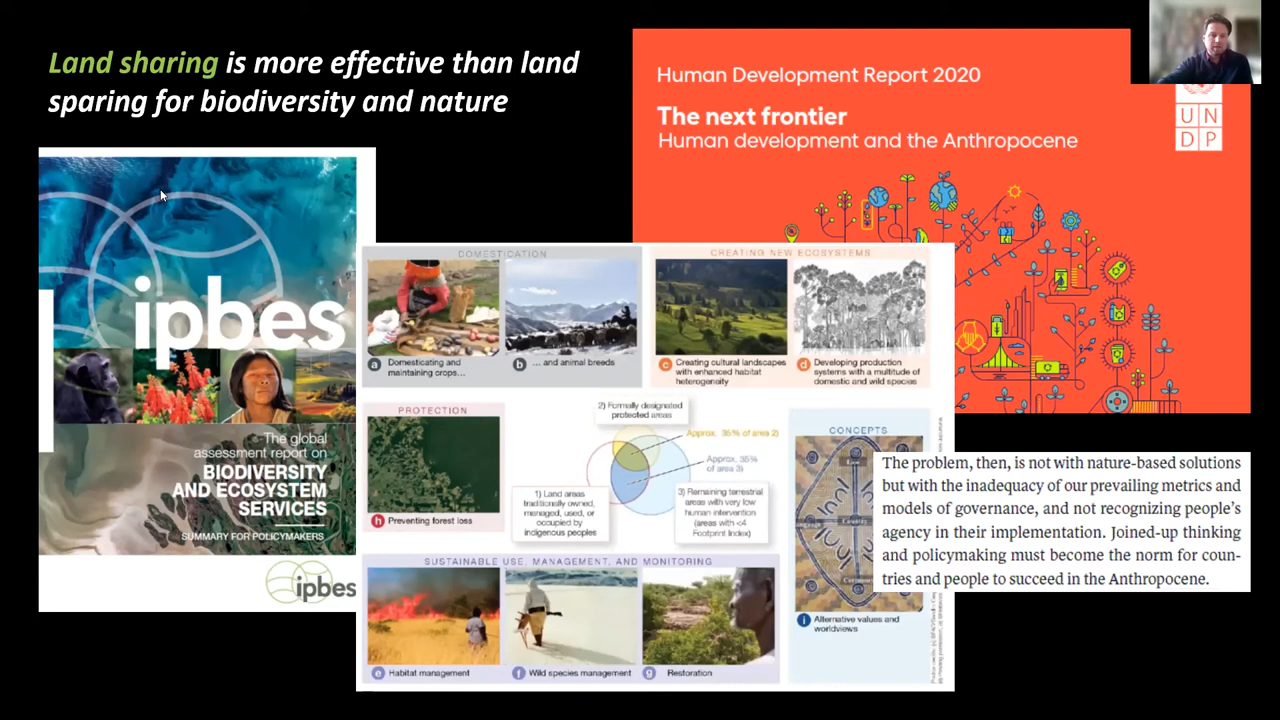 Land sharing is more effective than land
sparing for biodiversity and nature
Human Development Report 2020
The next frontier
Human development and the Anthropocene
U N
D P
ipbes
The global
assessment report on
BIODIVERSITY
AND ECOSYSTEM
SERVICES
SUMMARY FOR POLICYMAKERS
ipbes
DOMESTICATION
a Domesticating and
maintaining crops...
b ... and animal breeds
CREATING NEW ECOSYSTEMS
c Creating cultural landscapes
with enhanced habitat
heterogeneity
d Developing production
systems with a multitude of
domestic and wild species
PROTECTION
h Preventing forest loss
2) Formally designated
protected areas
Approx. 35% of area 2)
Approx. 35%
of area 3)
1) Land areas
traditionally owned,
managed, used, or
occupied by
indigenous peoples
3) Remaining terrestrial
areas with very low
human intervention
(areas with <4
Footprint Index)
CONCEPTS
Law
Country
Ceremony
i Alternative values and
worldviews
SUSTAINABLE USE, MANAGEMENT, AND MONITORING
e Habitat management
f Wild species management
g Restoration
The problem, then, is not with nature-based solutions
but with the inadequacy of our prevailing metrics and
models of governance, and not recognizing people's
agency in their implementation. Joined-up thinking
and policymaking must become the norm for coun-
tries and people to succeed in the Anthropocene.